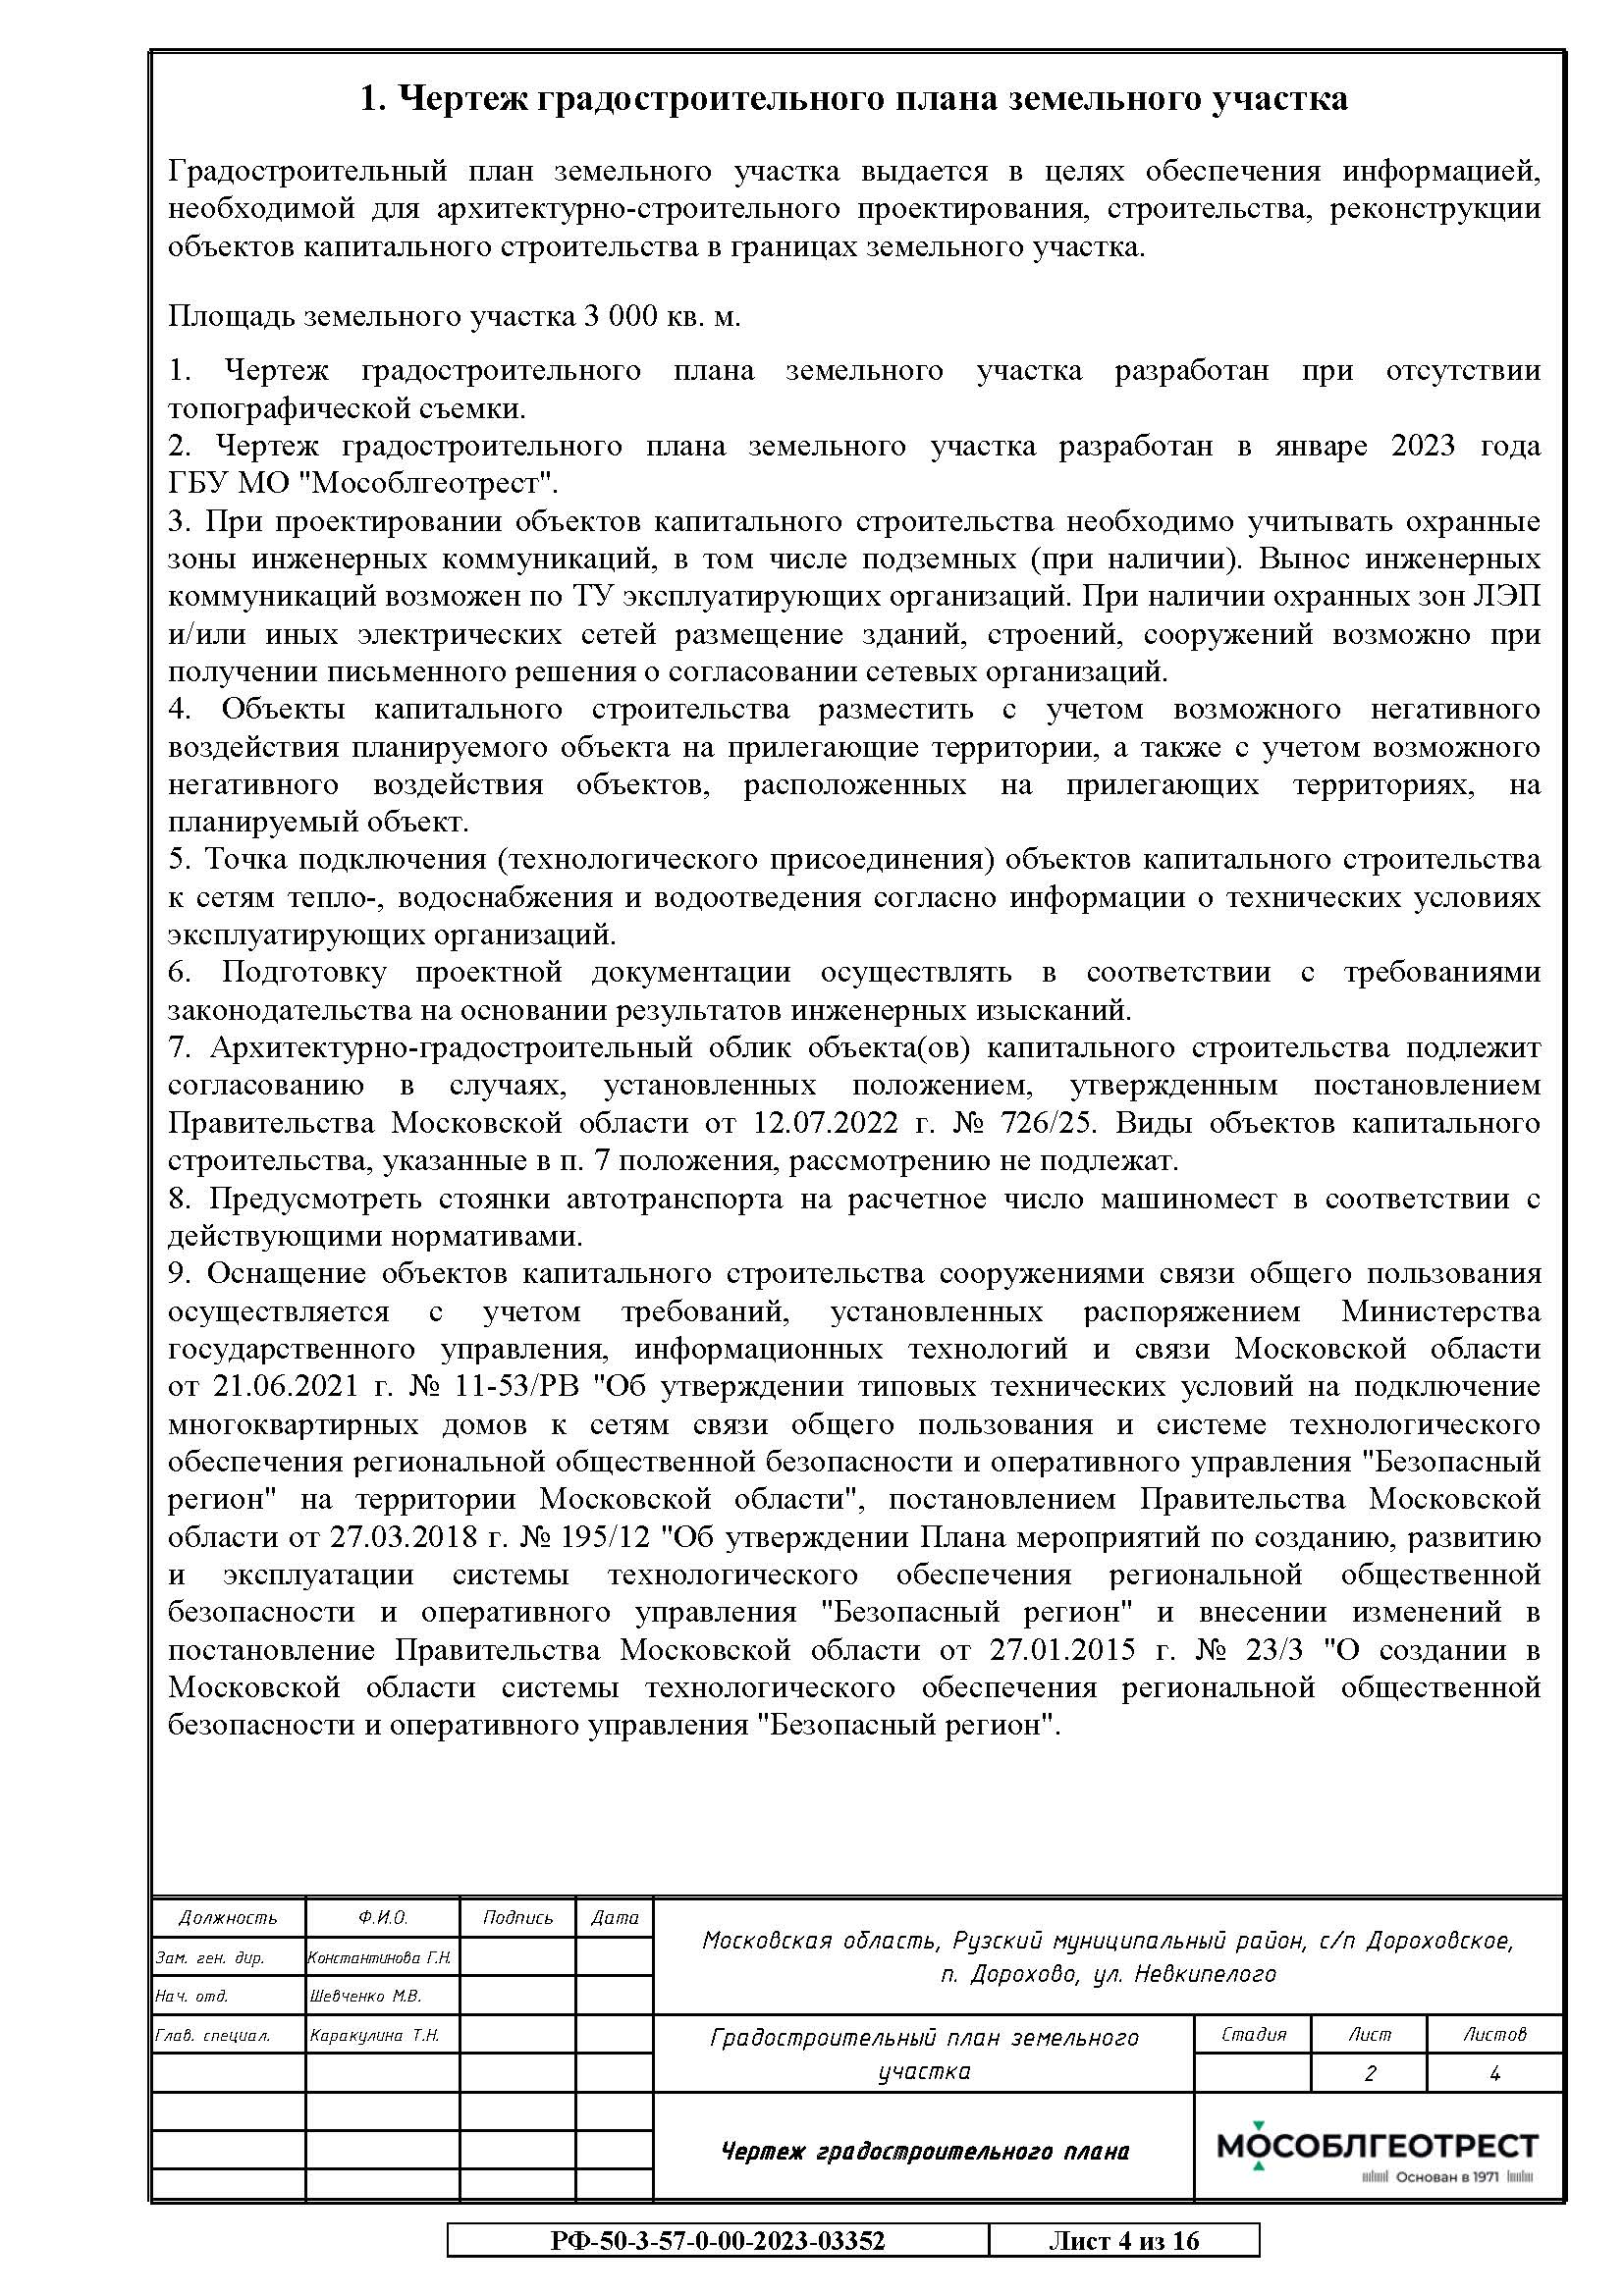 1. Чертеж градостроительного плана земельного участка
Градостроительный план земельного участка выдается в целях обеспечения информацией,
необходимой для архитектурно-строительного проектирования, строительства, реконструкции
объектов капитального строительства в границах земельного участка.
Площадь земельного участка 3 000 кв. м.
1. Чертеж градостроительного плана земельного участка разработан при отсутствии
топографической съемки.
2. Чертеж градостроительного плана земельного участка разработан в январе 2023 года
ГБУ МО "Мособлгеотрест".
3. При проектировании объектов капитального строительства необходимо учитывать охранные
зоны инженерных коммуникаций, в том числе подземных (при наличии). Вынос инженерных
коммуникаций возможен по ТУ эксплуатирующих организаций. При наличии охранных зон ЛЭП
и/или иных электрических сетей размещение зданий, строений, сооружений возможно при
получении письменного решения о согласовании сетевых организаций.
4. Объекты капитального строительства разместить с учетом возможного негативного
воздействия планируемого объекта на прилегающие территории, а также с учетом возможного
негативного воздействия объектов, расположенных на прилегающих территориях, на
планируемый объект.
5. Точка подключения (технологического присоединения) объектов капитального строительства
к сетям тепло-, водоснабжения и водоотведения согласно информации о технических условиях
эксплуатирующих организаций.
6. Подготовку проектной документации осуществлять в соответствии с требованиями
законодательства на основании результатов инженерных изысканий.
7. Архитектурно-градостроительный облик объекта(ов) капитального строительства подлежит
согласованию в случаях, установленных положением, утвержденным постановлением
Правительства Московской области от 12.07.2022 г. № 726/25. Виды объектов капитального
строительства, указанные в п. 7 положения, рассмотрению не подлежат.
8. Предусмотреть стоянки автотранспорта на расчетное число машиномест в соответствии с
действующими нормативами.
9. Оснащение объектов капитального строительства сооружениями связи общего пользования
осуществляется с учетом требований, установленных распоряжением Министерства
государственного управления, информационных технологий и связи Московской области
от 21.06.2021 г. № 11-53/РВ "Об утверждении типовых технических условий на подключение
многоквартирных домов к сетям связи общего пользования и системе технологического
обеспечения региональной общественной безопасности и оперативного управления "Безопасный
регион" на территории Московской области", постановлением Правительства Московской
области от 27.03.2018 г. № 195/12 "Об утверждении Плана мероприятий по созданию, развитию
и эксплуатации системы технологического обеспечения региональной общественной
безопасности и оперативного управления "Безопасный регион" и внесении изменений в
постановление Правительства Московской области от 27.01.2015 г. № 23/3 "О создании в
Московской области системы технологического обеспечения региональной общественной
безопасности и оперативного управления "Безопасный регион".
Должность Ф.И.О. Подпись Дата
Зам. ген. дир. Константинова Г.Н.
Нач. отд. Шевченко М.В.
Глав. специал. Каракулина Т.Н.
Московская область, Рузский муниципальный район, с/п Дороховское,
п. Дорохово, ул. Невкипелого
Градостроительный план земельного
участка
Стадия Лист Листов
2 4
Чертеж градостроительного плана
МОСОБЛГЕОТРЕСТ
Основан в 1971
РФ-50-3-57-0-00-2023-03352 Лист 4 из 16